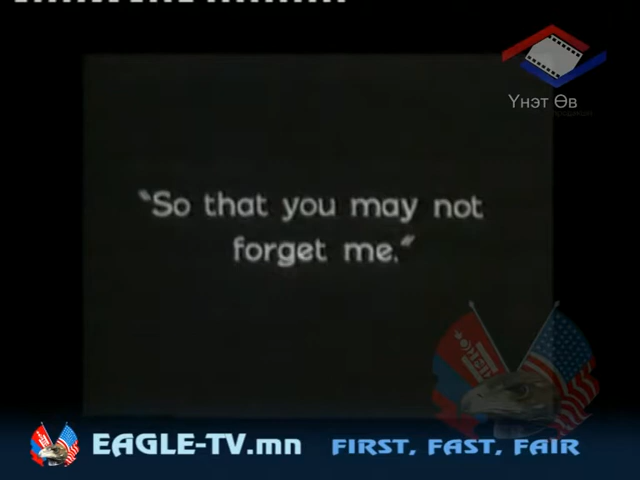 Үнэт Өв
“So that you may not
forget me.”
EAGLE-TV.mn FIRST, FAST, FAIR